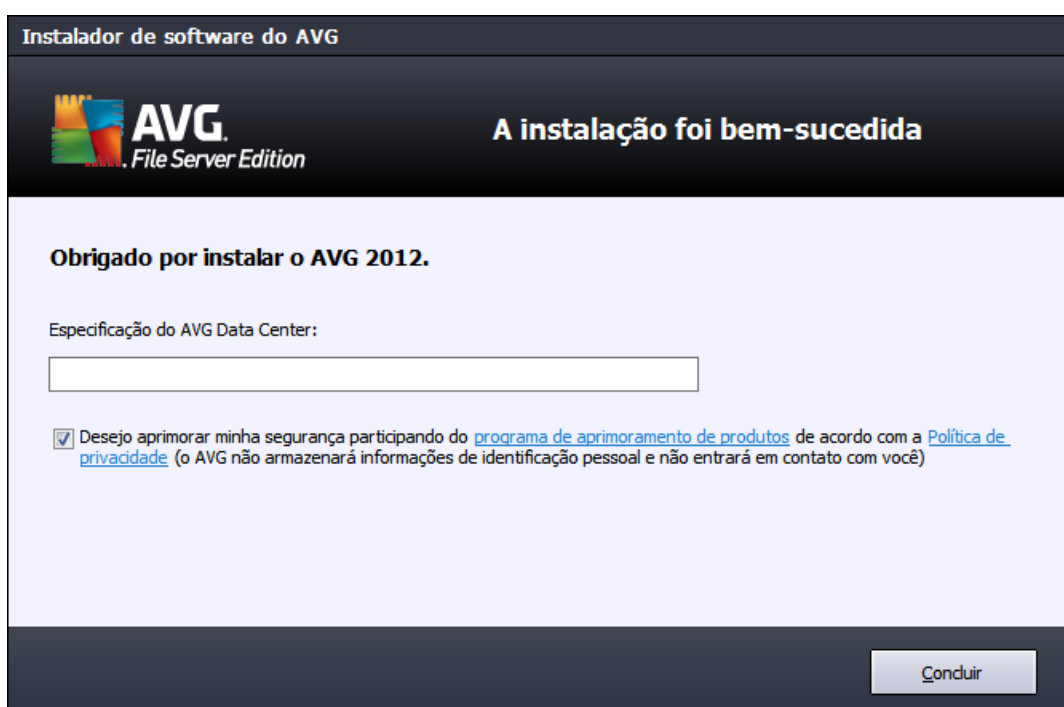 Instalador de software do AVG
AVG.
File Server Edition
A instalação foi bem-sucedida
Obrigado por instalar o AVG 2012.
Especificação do AVG Data Center:
Desejo aprimorar minha segurança participando do programa de aprimoramento de produtos de acordo com a Política de
privacidade (o AVG não armazenará informações de identificação pessoal e não entrará em contato com você)
Concluir